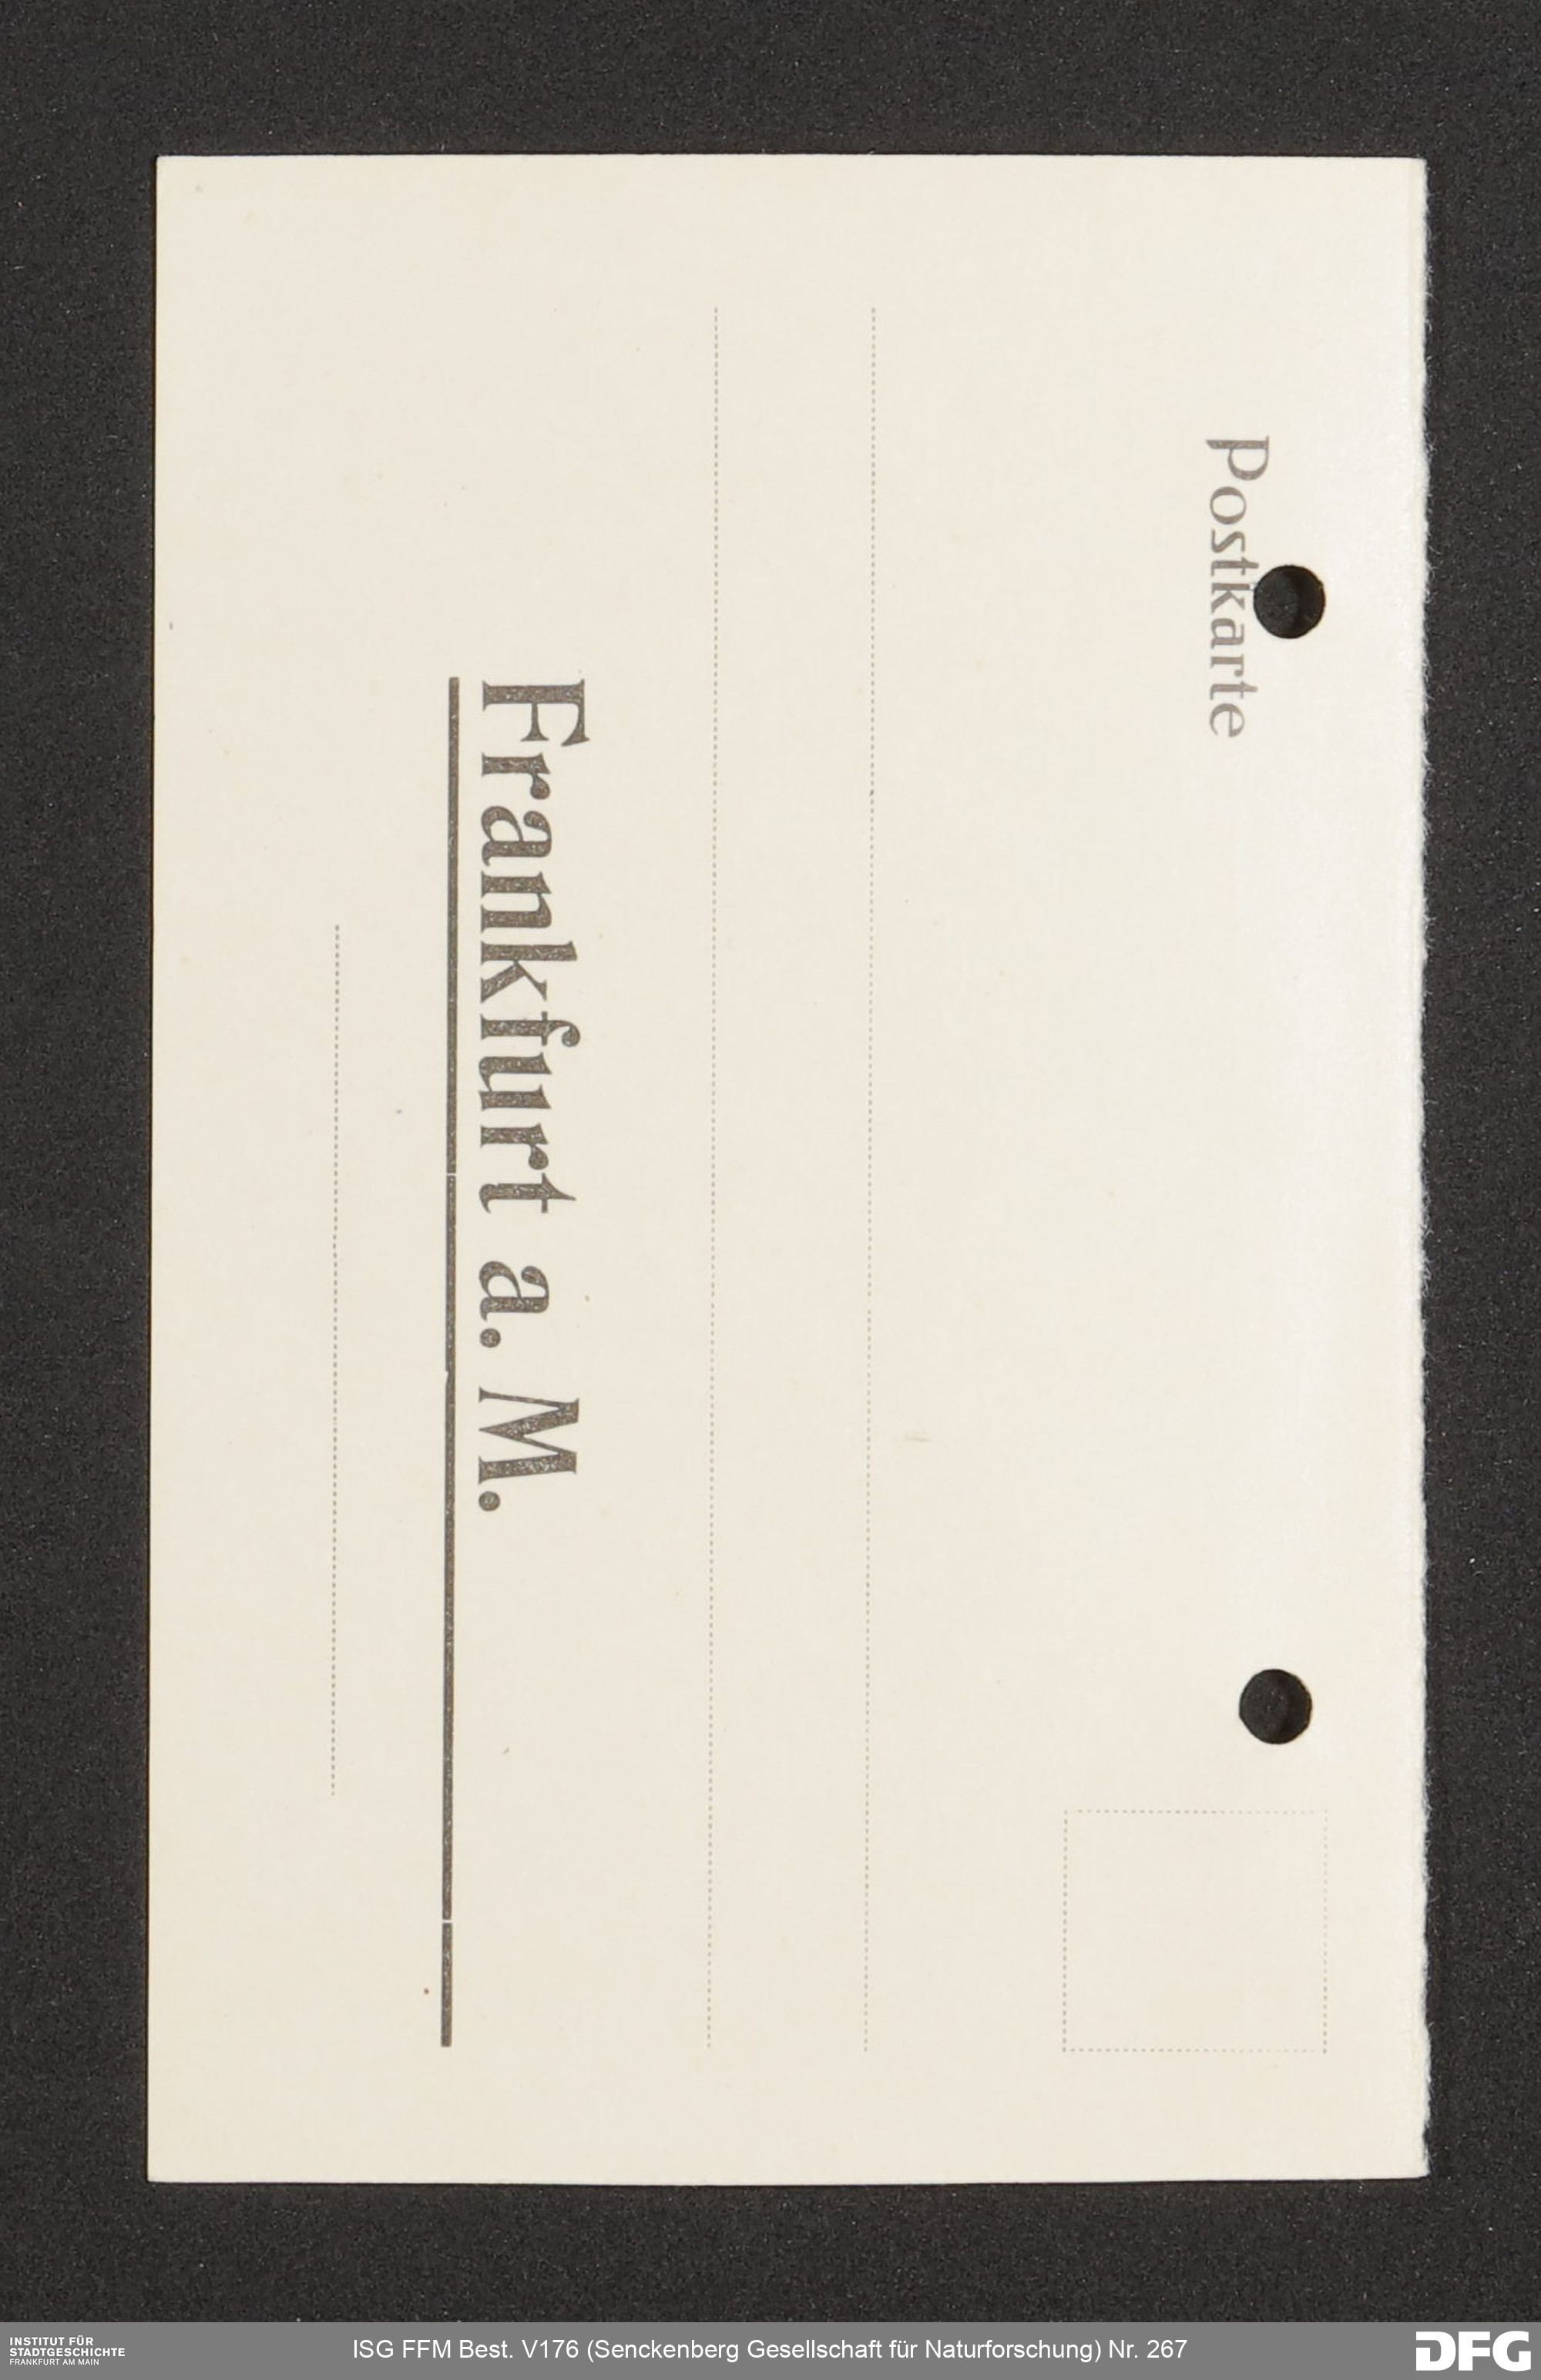 Postkarte
Frankfurt a. M.
INSTITUT FÜR
STADTGESCHICHTE
FRANKFURT AM MAIN
ISG FFM Best. V176 (Senckenberg Gesellschaft für Naturforschung) Nr. 267
DFG